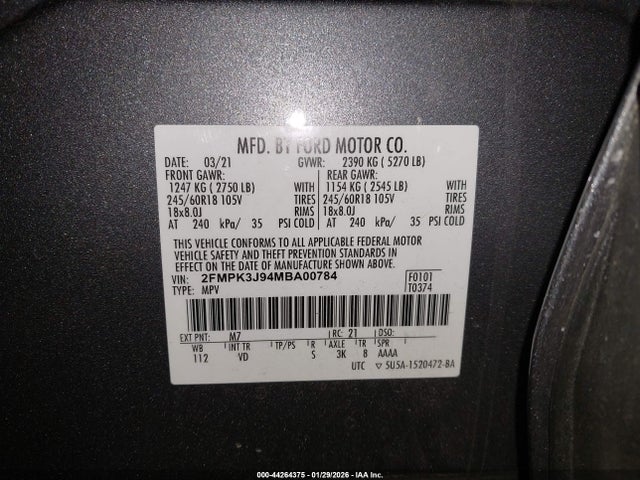 MFD. BY FORD MOTOR CO.
DATE: 03/21 GVWR: 2390 KG ( 5270 LB)
FRONT GAWR: REAR GAWR:
1247 KG ( 2750 LB) WITH 1154 KG ( 2545 LB) WITH
245/60R18 105V TIRES 245/60R18 105V TIRES
18x8.0J RIMS 18x8.0J RIMS
AT 240 kPa/ 35 PSI COLD AT 240 kPa/ 35 PSI COLD
THIS VEHICLE CONFORMS TO ALL APPLICABLE FEDERAL MOTOR
VEHICLE SAFETY AND THEFT PREVENTION STANDARDS IN
EFFECT ON THE DATE OF MANUFACTURE SHOWN ABOVE.
VIN: 2FMPK3J94MBA00784 F0101
TYPE: MPV T0374
EXT PNT: M7 RC: 21 DSO:
WB INT TR TP/PS R AXLE TR SPR
112 VD S 3K 8 AAAA
UTC ▽ 5U5A-1520472-BA
000-44264375 | 01/29/2026 | IAA Inc.